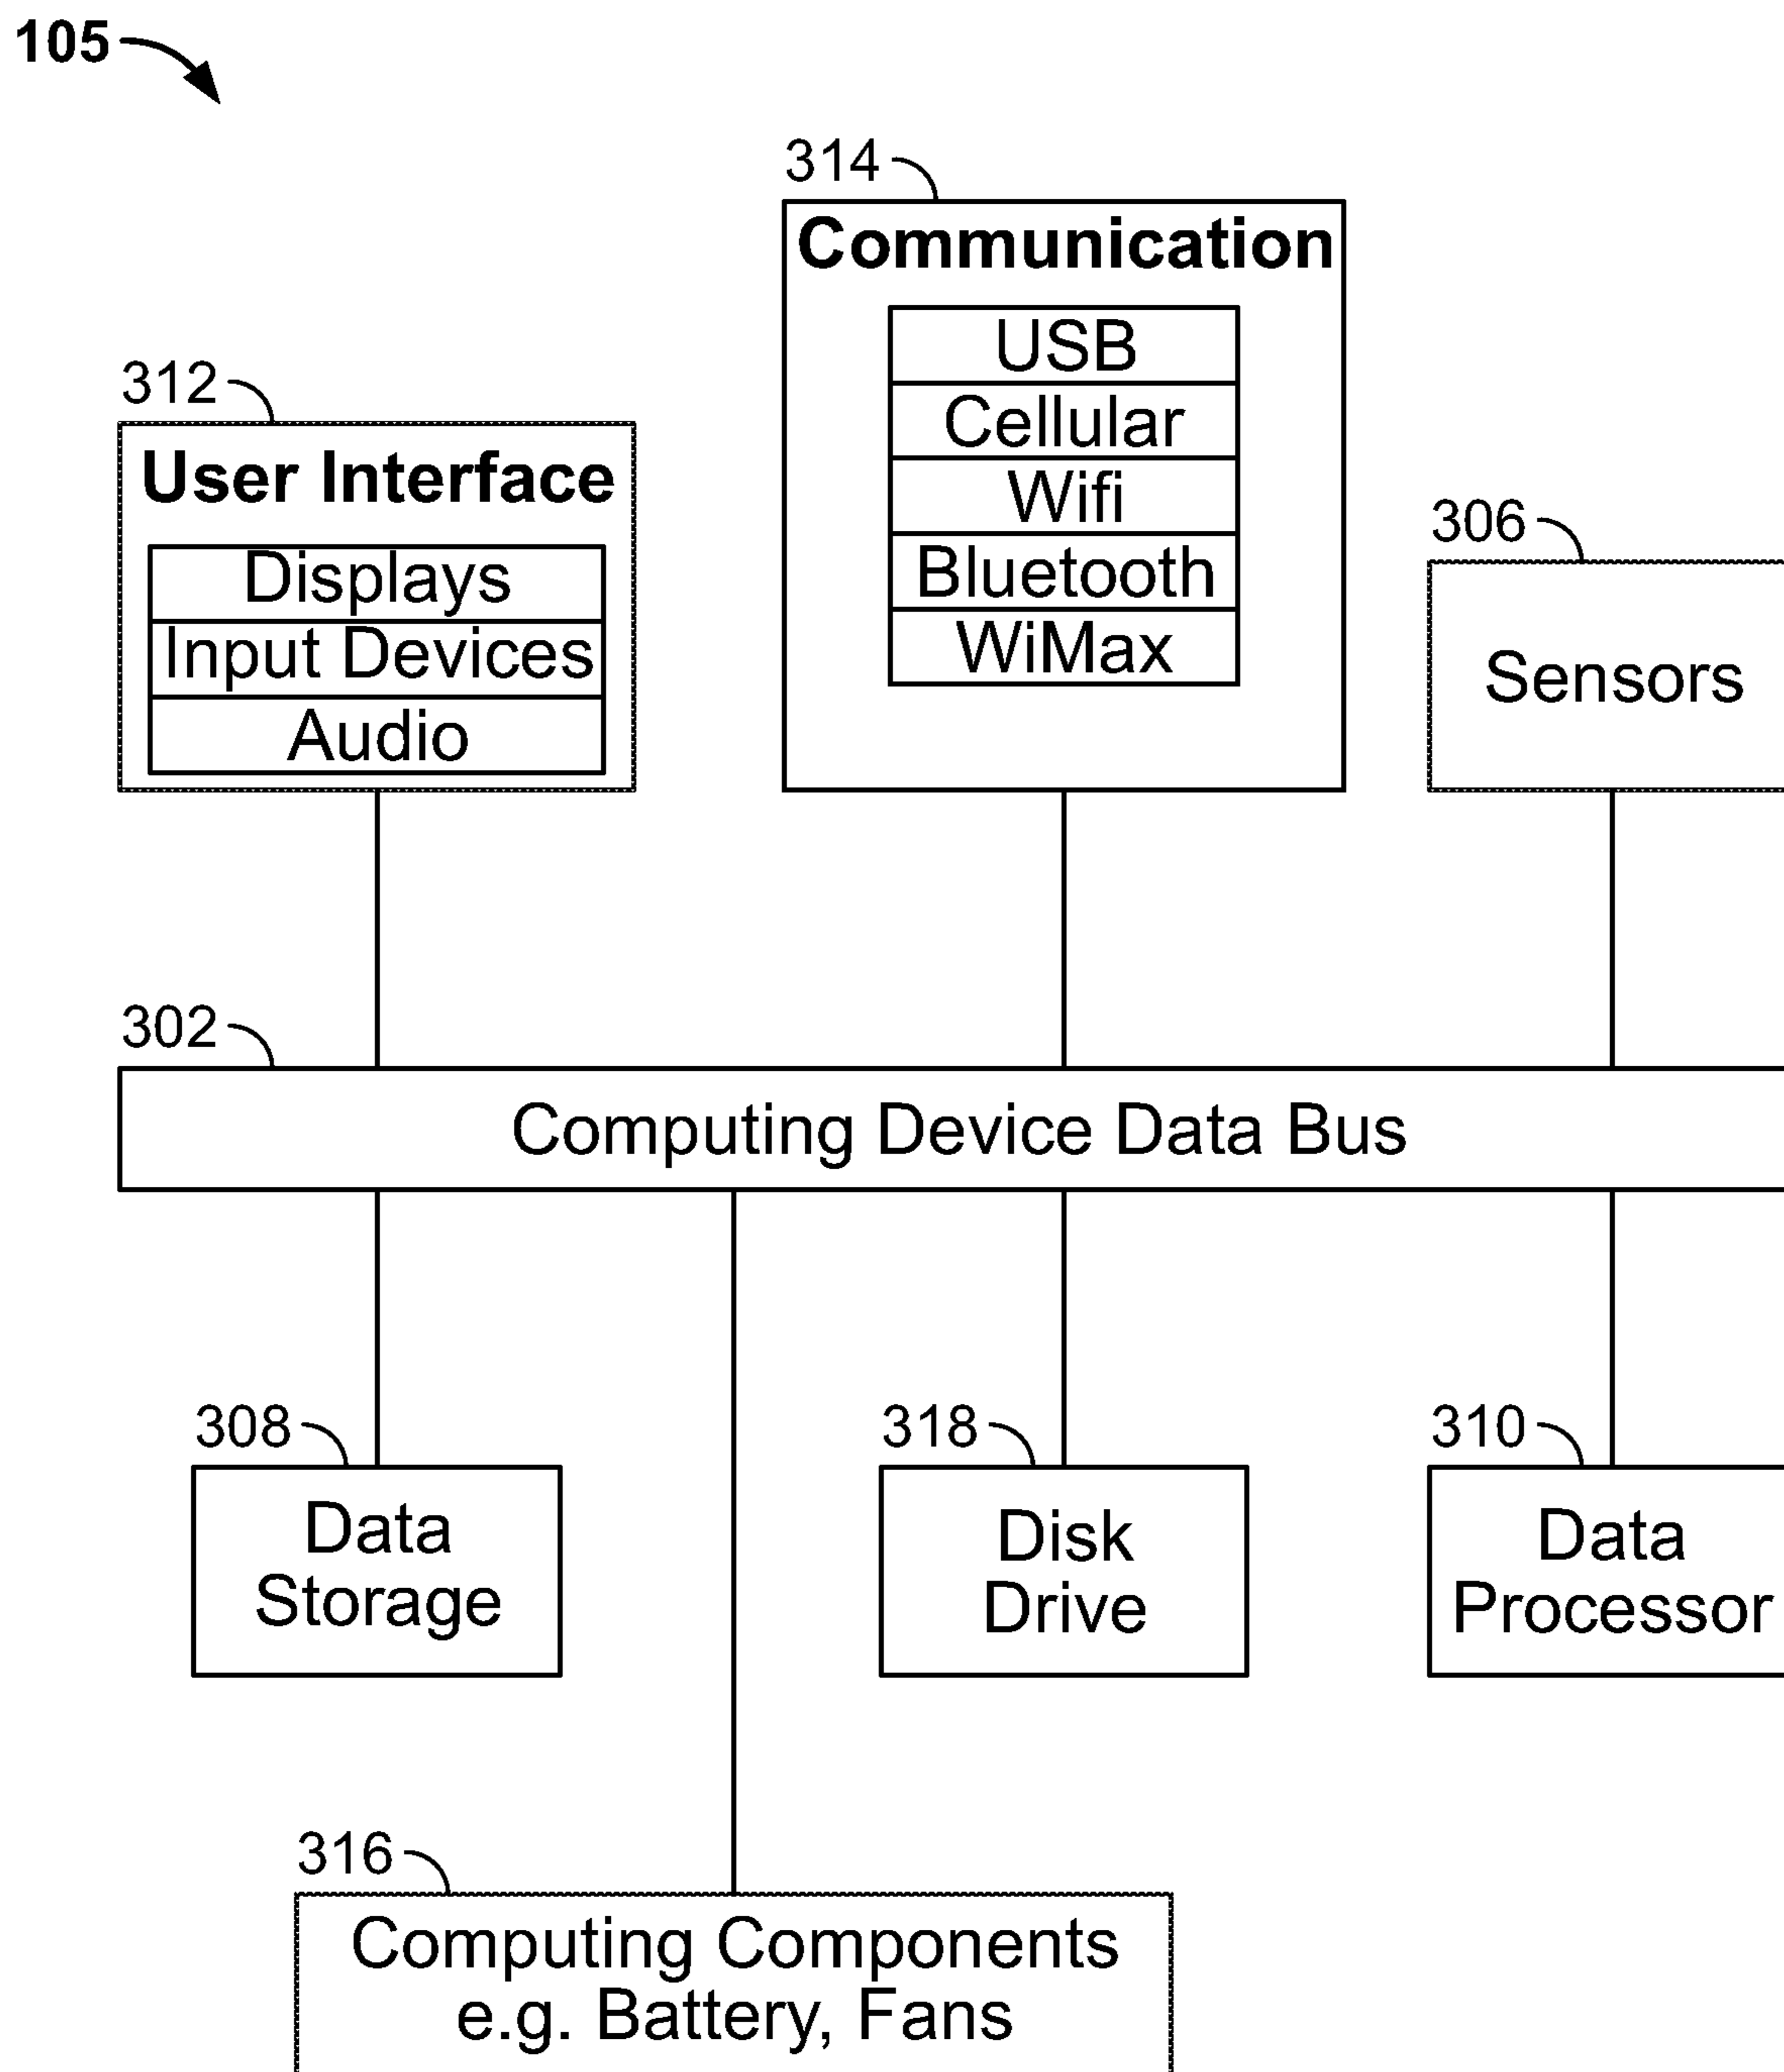 105
314
Communication
USB
Cellular
Wifi
Bluetooth
WiMax
312
User Interface
Displays
Input Devices
Audio
306
Sensors
302
Computing Device Data Bus
308
Data
Storage
318
Disk
Drive
310
Data
Processor
316
Computing Components
e.g. Battery, Fans